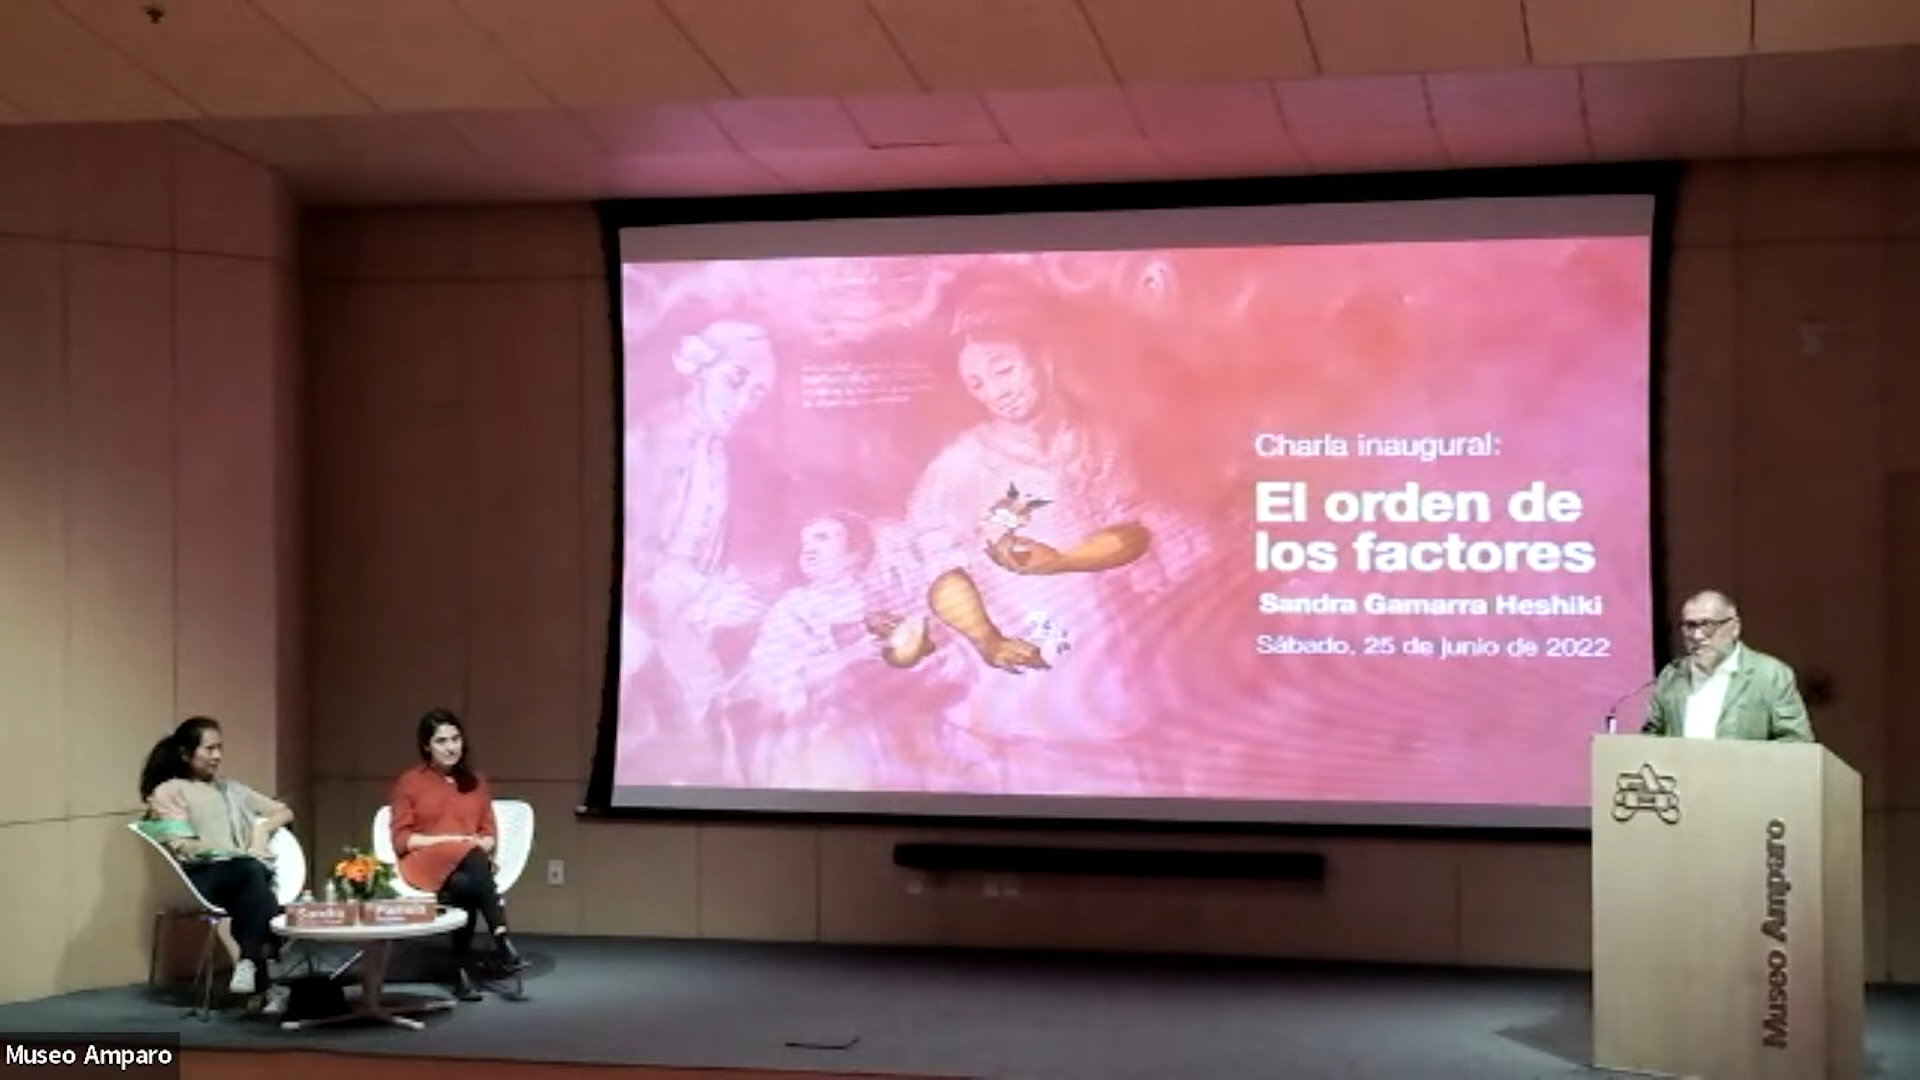 Charla inaugural:
El orden de
los factores
Sandra Gamarra Heshiki
Sábado, 25 de junio de 2022
Sandra
Museo Amparo
Museo Amparo